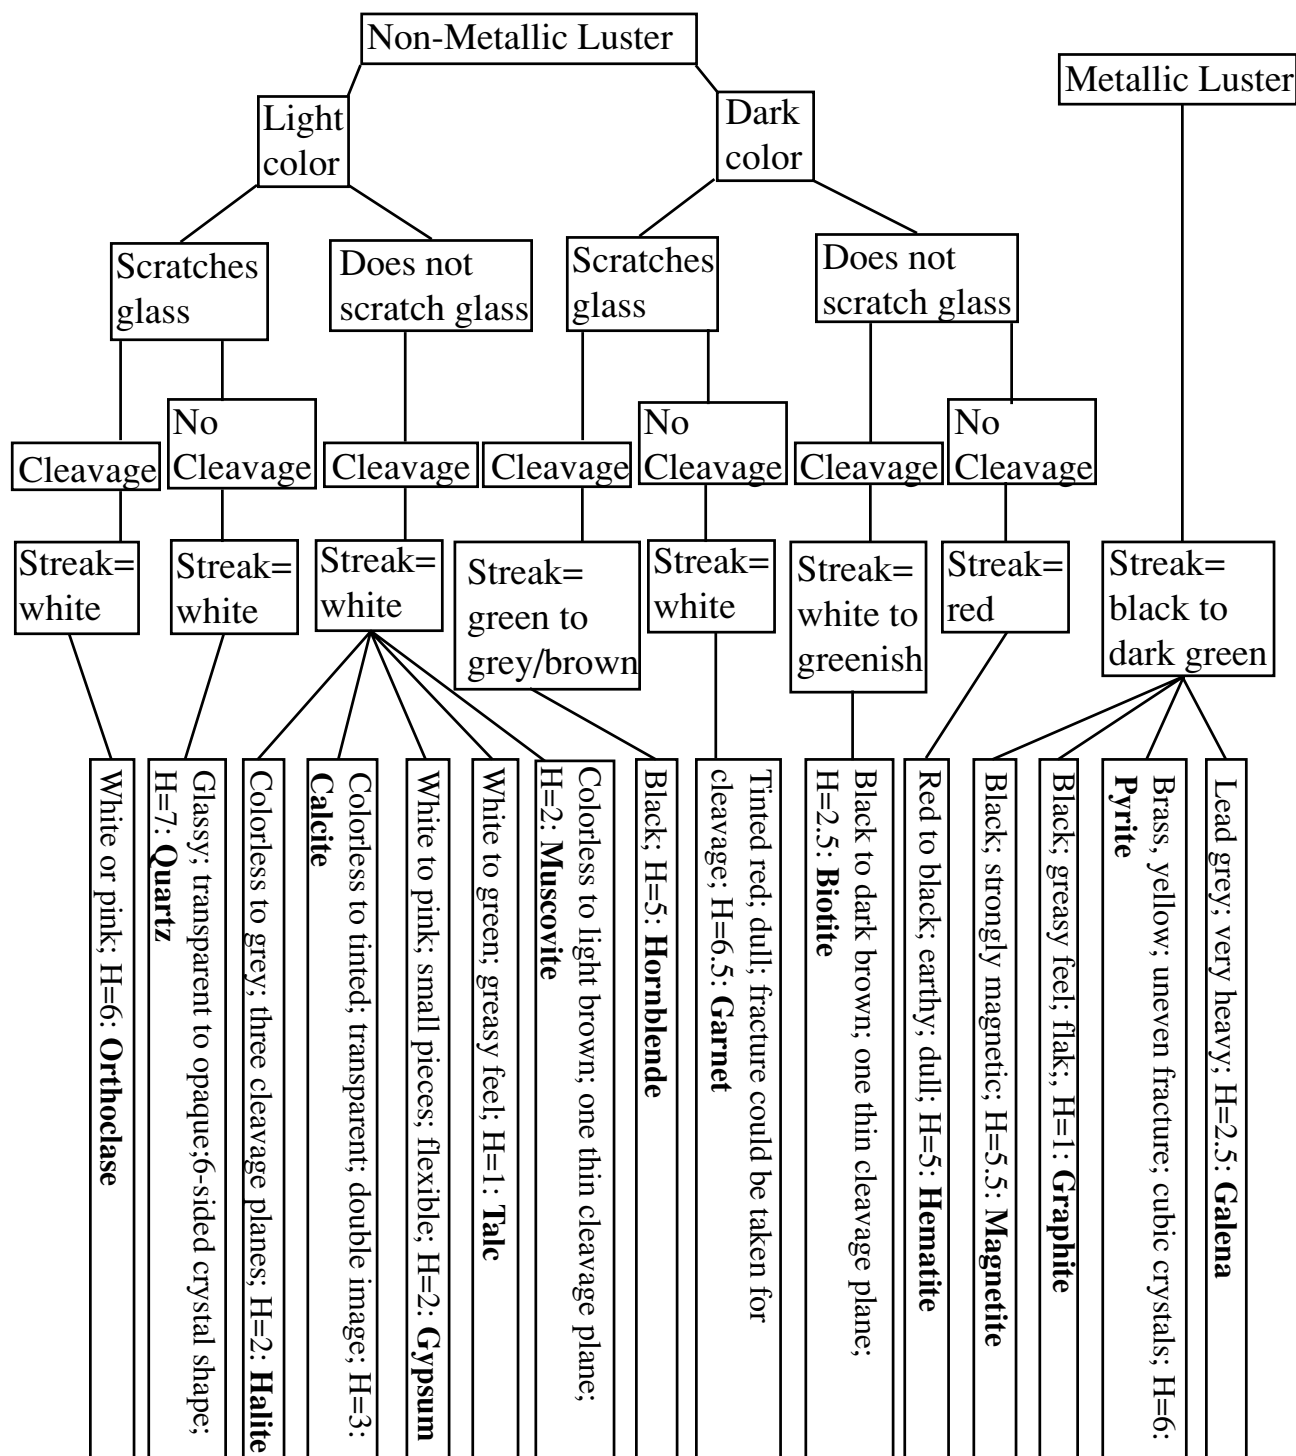 Non-Metallic Luster
Metallic Luster
Light
color
Dark
color
Scratches
glass
Does not
scratch glass
Scratches
glass
Does not
scratch glass
Cleavage
No
Cleavage
Cleavage
Cleavage
No
Cleavage
Cleavage
No
Cleavage
Streak=
white
Streak=
white
Streak=
white
Streak=
green to
grey/brown
Streak=
white
Streak=
white to
greenish
Streak=
red
Streak=
black to
dark green
White or pink; H=6: Orthoclase
Glassy; transparent to opaque;6-sided crystal shape;
H=7: Quartz
Colorless to grey; three cleavage planes; H=2: Halite
Colorless to tinted; transparent; double image; H=3:
Calcite
White to pink; small pieces; flexible; H=2: Gypsum
White to green; greasy feel; H=1: Talc
Colorless to light brown; one thin cleavage plane;
H=2: Muscovite
Black; H=5: Hornblende
Tinted red; dull; fracture could be taken for
cleavage; H=6.5: Garnet
Black to dark brown; one thin cleavage plane;
H=2.5: Biotite
Red to black; earthy; dull; H=5: Hematite
Black; strongly magnetic; H=5.5: Magnetite
Black; greasy feel; flak;, H=1: Graphite
Brass, yellow; uneven fracture; cubic crystals; H=6:
Pyrite
Lead grey; very heavy; H=2.5: Galena